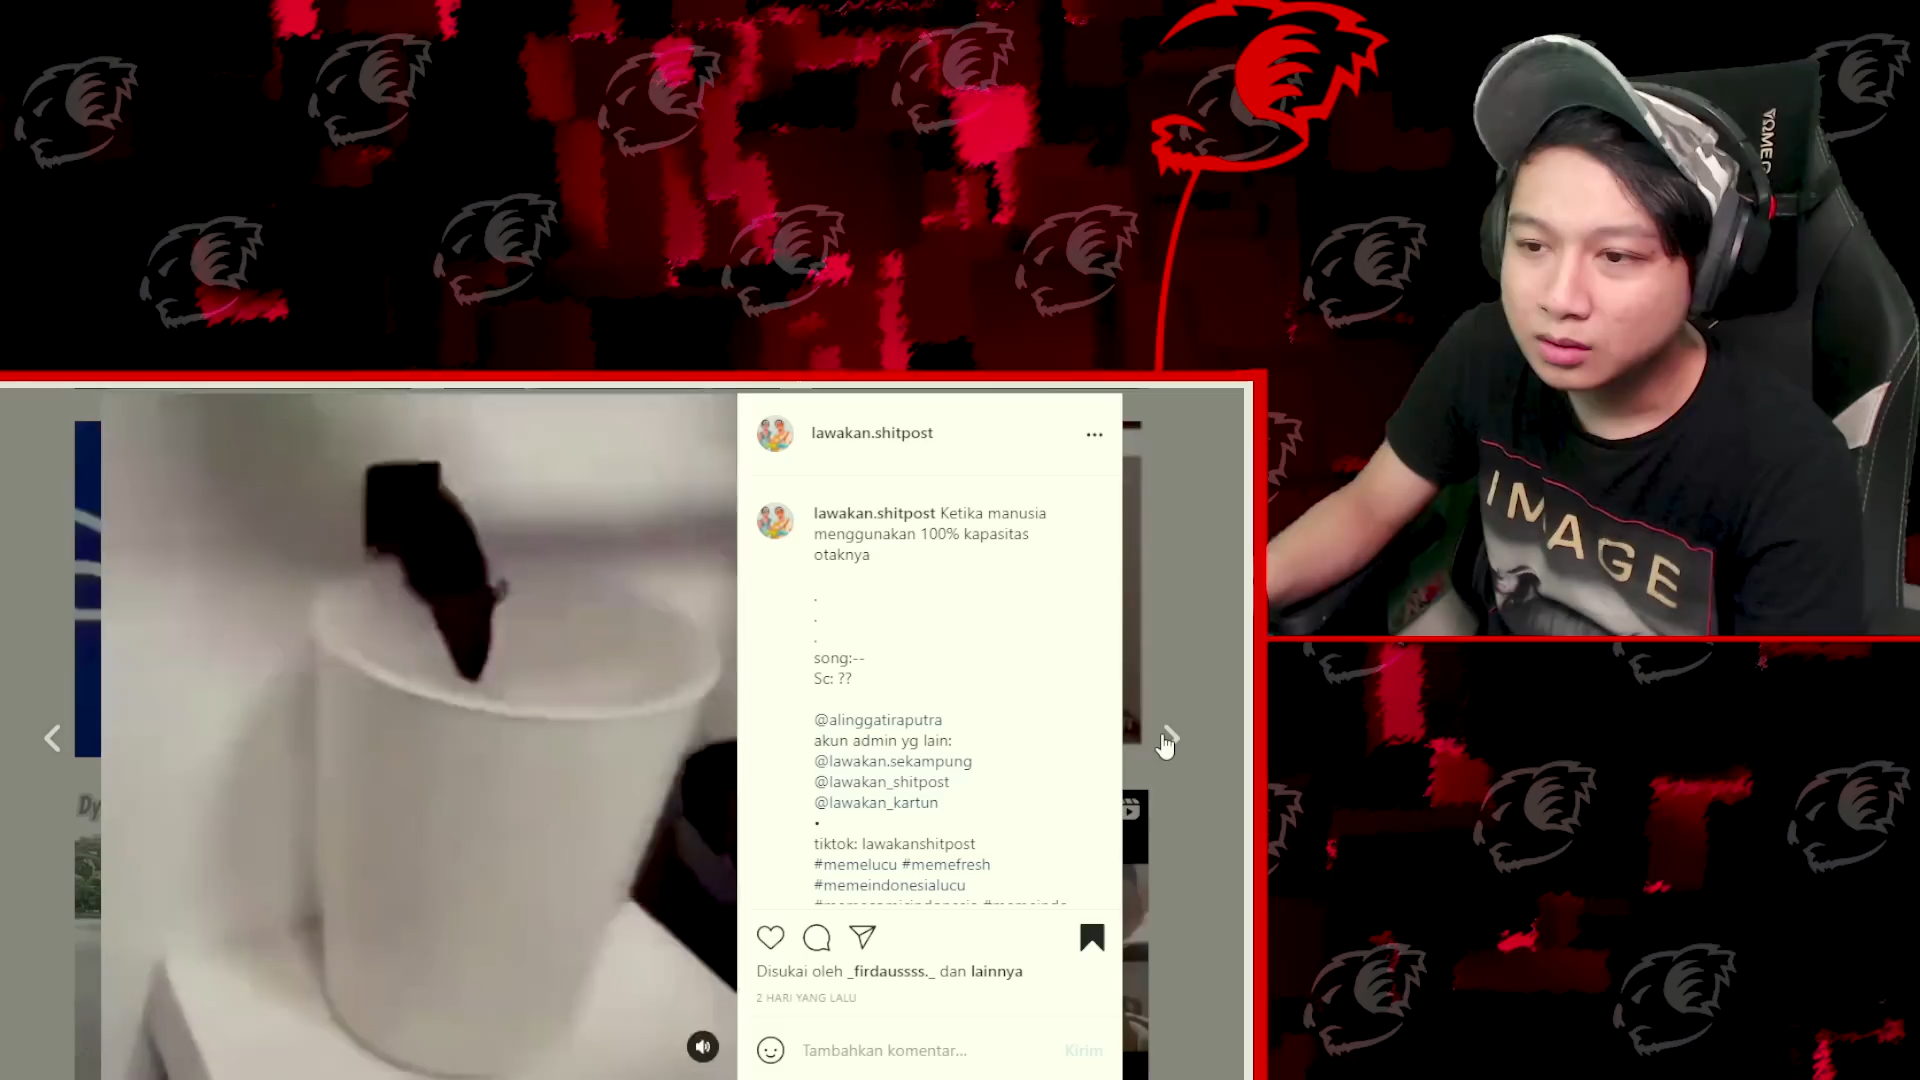 lawakan.shitpost
lawakan.shitpost Ketika manusia
menggunakan 100% kapasitas
otaknya
.
.
.
song:--
Sc: ??
@alinggatiraputra
akun admin yg lain:
@lawakan.sekampung
@lawakan_shitpost
@lawakan_kartun
•
tiktok: lawakanshitpost
#memelucu #memefresh
#memeindonesialucu
Disukai oleh _firdaussss._ dan lainnya
2 HARI YANG LALU
Tambahkan komentar...
Kirim
Dy
IMAGE